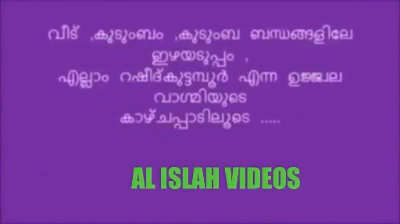 വീട് ,കുടുംബം ,കുടുംബ ബന്ധങ്ങളിലേ
ഇഴയടുപ്പം ,
എല്ലാം റഷീദ്കുട്ടമ്പൂർ എന്ന ഉജ്ജ്വല
വാഗ്മിയുടെ
കാഴ്ചപ്പാടിലൂടെ .....
AL ISLAH VIDEOS